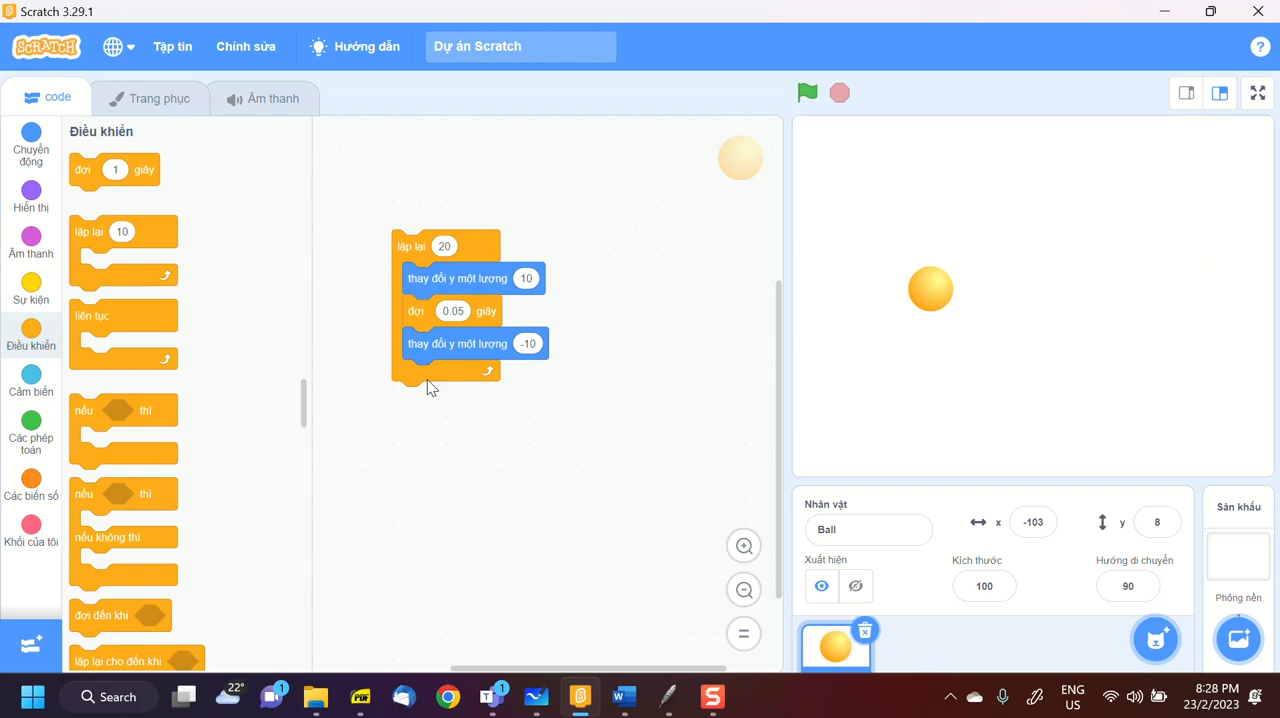 Scratch 3.29.1
SCRATCH
Tập tin
Chỉnh sửa
Hướng dẫn
Dự án Scratch
?
code
Trang phục
Âm thanh
Chuyển động
Hiển thị
Âm thanh
Sự kiện
Điều khiển
Cảm biến
Các phép toán
Các biến số
Khối của tôi
Điều khiển
đợi 1 giây
lặp lại 10
liên tục
nếu thì
nếu thì
nếu không thì
đợi đến khi
lặp lại cho đến khi
lặp lại 20
thay đổi y một lượng 10
đợi 0.05 giây
thay đổi y một lượng -10
Nhân vật
Ball
x -103
y 8
Xuất hiện
Kích thước
100
Hướng di chuyển
90
Sân khấu
Phông nền
Search
22°
1
PDF
1
ENG
US
8:28 PM
23/2/2023